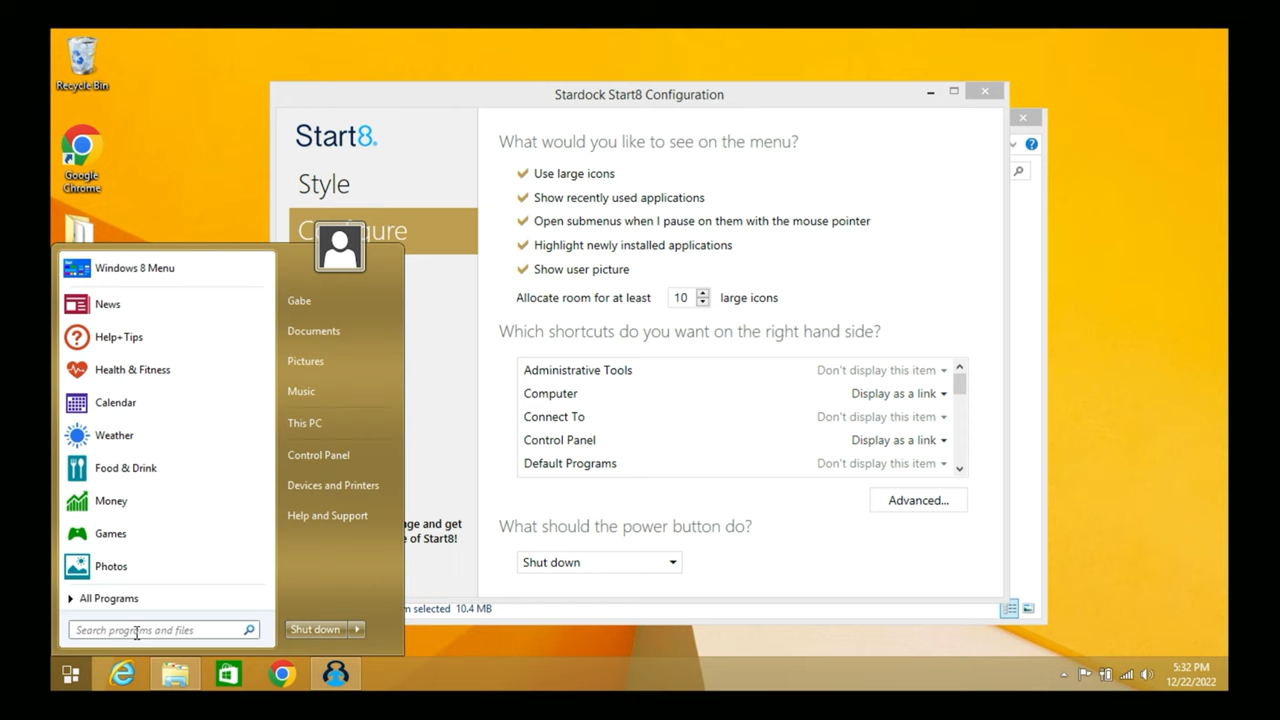 Recycle Bin
Google
Chrome
Stardock Start8 Configuration
Start8.
Style
Configure
What would you like to see on the menu?
Use large icons
Show recently used applications
Open submenus when I pause on them with the mouse pointer
Highlight newly installed applications
Show user picture
Allocate room for at least 10 large icons
Which shortcuts do you want on the right hand side?
Administrative Tools Don't display this item
Computer Display as a link
Connect To Don't display this item
Control Panel Display as a link
Default Programs Don't display this item
Advanced...
What should the power button do?
Shut down
ge and get
e of Start8!
selected 10.4 MB
Windows 8 Menu
News
Help+Tips
Health & Fitness
Calendar
Weather
Food & Drink
Money
Games
Photos
All Programs
Search programs and files
Gabe
Documents
Pictures
Music
This PC
Control Panel
Devices and Printers
Help and Support
Shut down
5:32 PM
12/22/2022